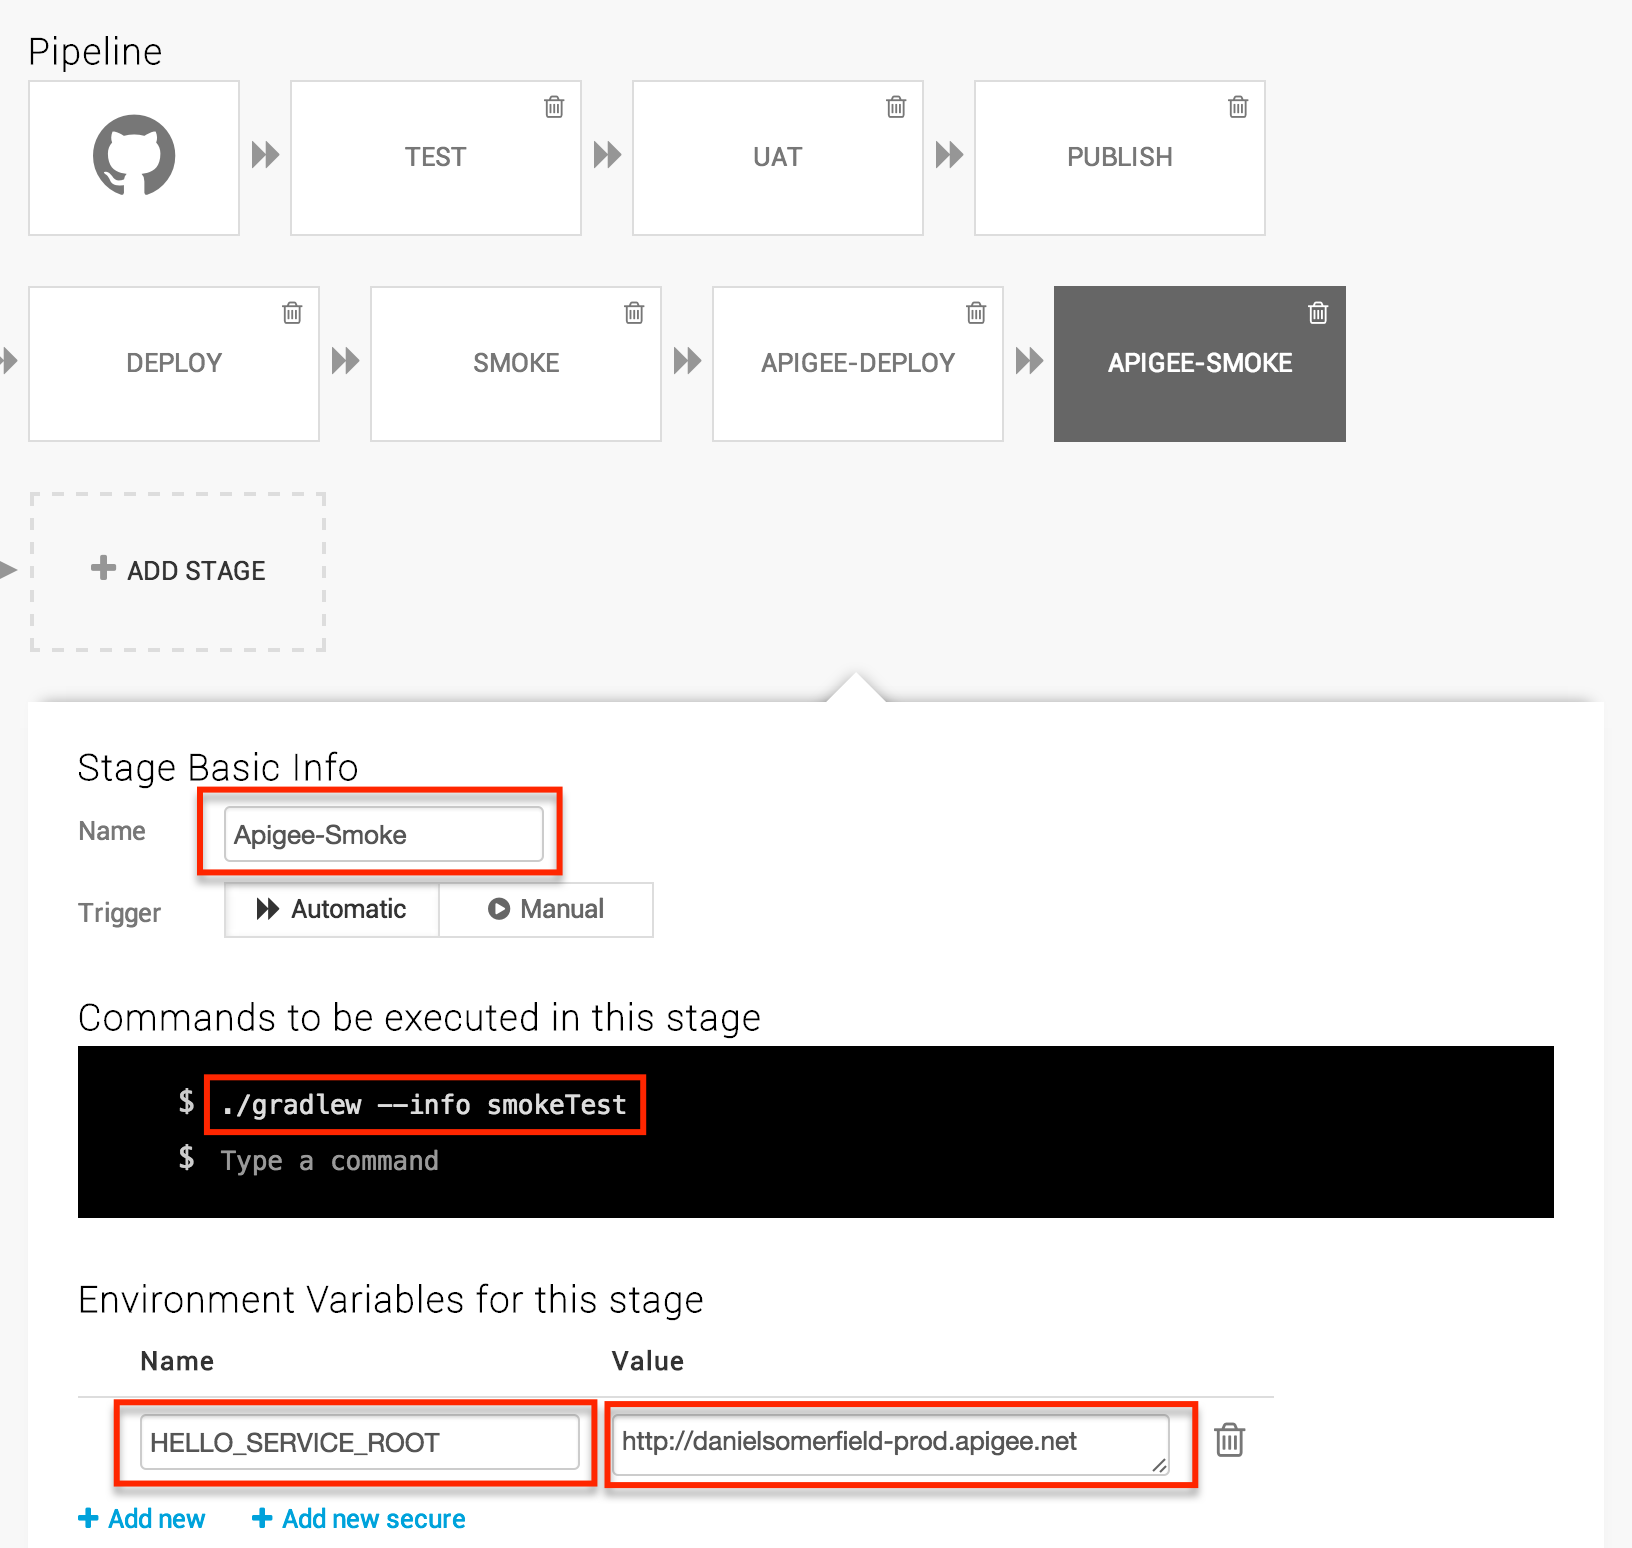 Pipeline
TEST
UAT
PUBLISH
DEPLOY
SMOKE
APIGEE-DEPLOY
APIGEE-SMOKE
ADD STAGE
Stage Basic Info
Name
Apigee-Smoke
Trigger
Automatic
Manual
Commands to be executed in this stage
$ ./gradlew --info smokeTest
$ Type a command
Environment Variables for this stage
Name Value
HELLO_SERVICE_ROOT http://danielsomerfield-prod.apigee.net
+ Add new + Add new secure